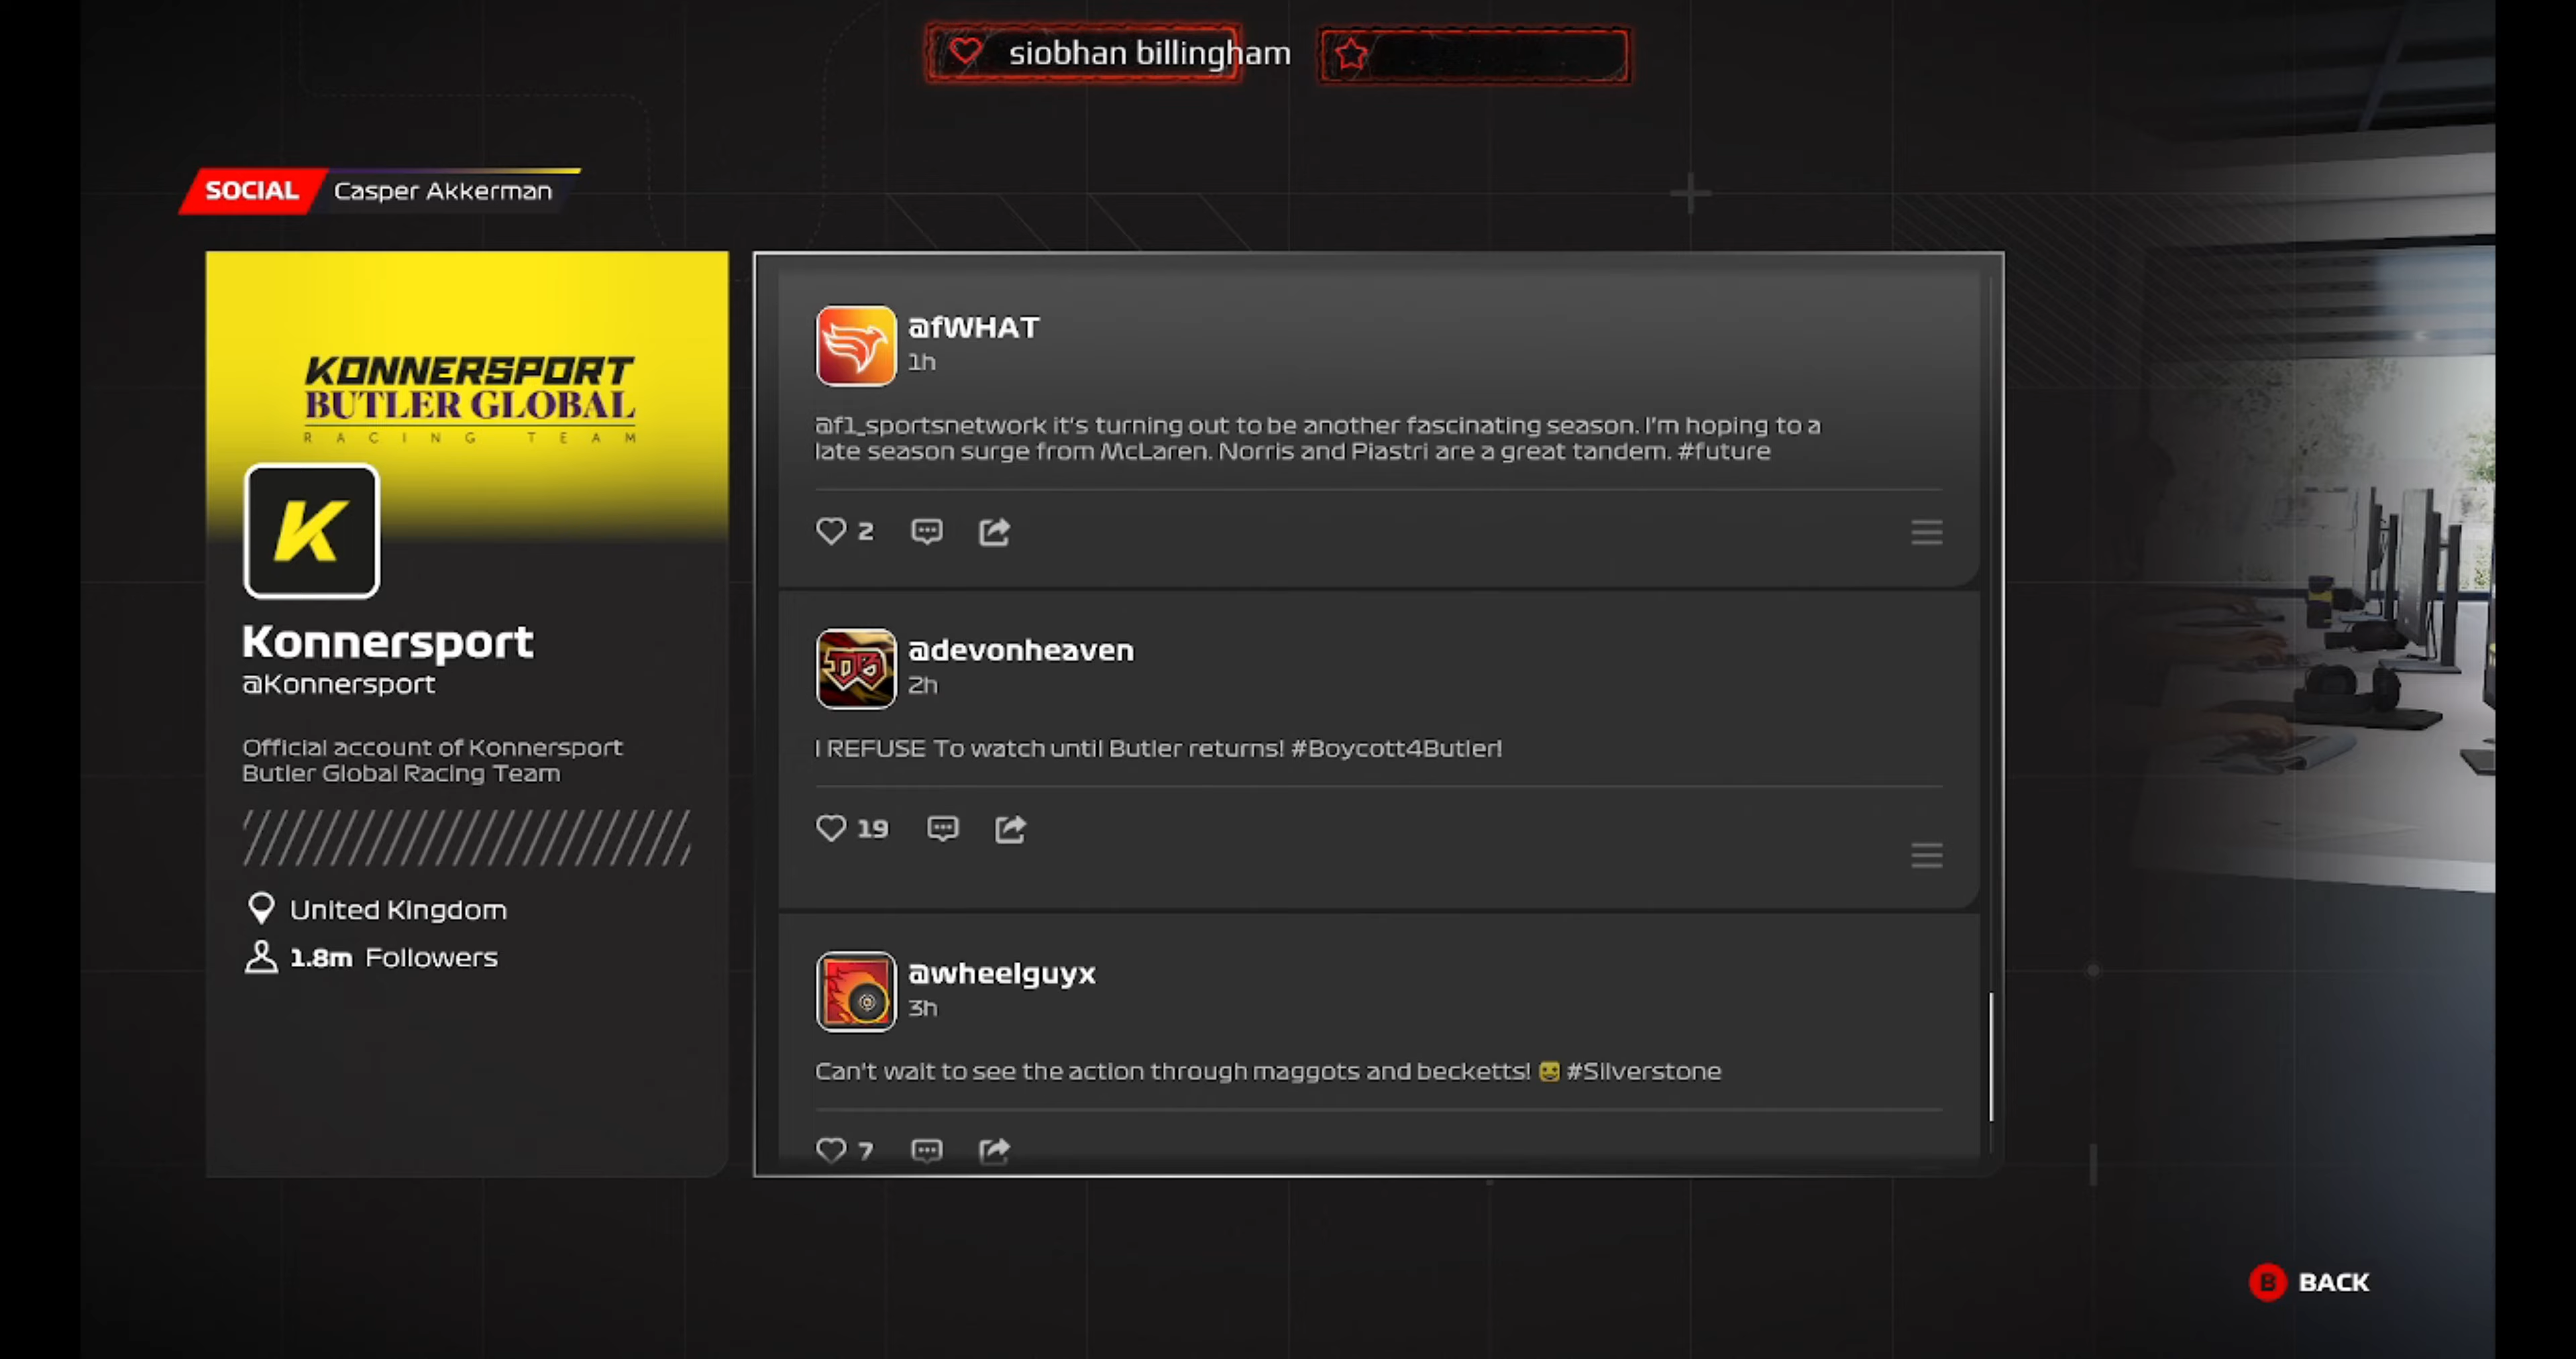 siobhan billingham
SOCIAL Casper Akkerman
KONNERSPORT
BUTLER GLOBAL
RACING TEAM
K
Konnersport
@Konnersport
Official account of Konnersport
Butler Global Racing Team
United Kingdom
1.8m Followers
@fWHAT
1h
@f1_sportsnetwork it's turning out to be another fascinating season. I'm hoping to a
late season surge from McLaren. Norris and Piastri are a great tandem. #future
2
DB
@devonheaven
2h
I REFUSE To watch until Butler returns! #Boycott4Butler!
19
@wheelguyx
3h
Can't wait to see the action through maggots and becketts! 😀 #Silverstone
7
B BACK